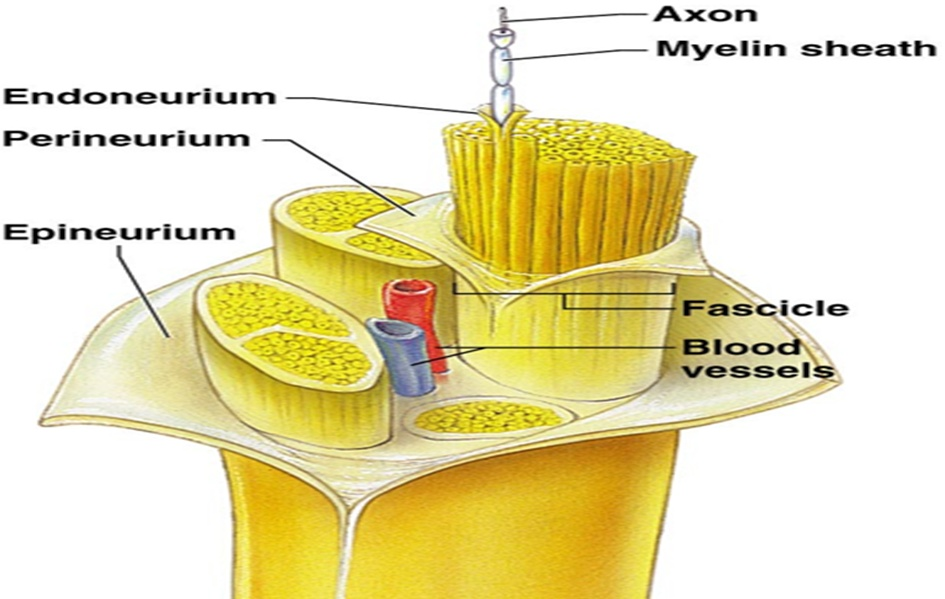 Axon
Myelin sheath
Endoneurium
Perineurium
Epineurium
Fascicle
Blood
vessels